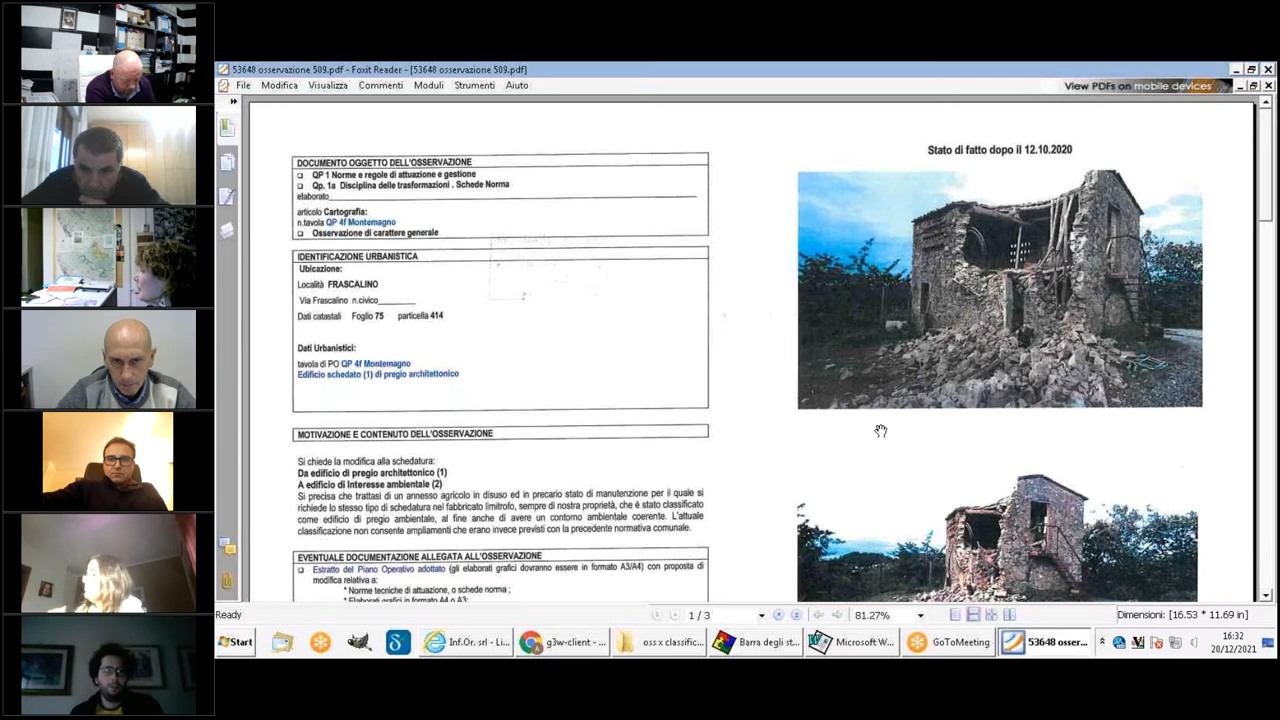 53648 osservazione 509.pdf - Foxit Reader - [53648 osservazione 509.pdf]
File Modifica Visualizza Commenti Moduli Strumenti Aiuto
View PDFs on mobile devices
DOCUMENTO OGGETTO DELL'OSSERVAZIONE
QP 1 Norme e regole di attuazione e gestione
Qp. 1a Disciplina delle trasformazioni . Schede Norma
elaborato
articolo Cartografia:
n.tavola QP 4f Montemagno
Osservazione di carattere generale
IDENTIFICAZIONE URBANISTICA
Ubicazione:
Località FRASCALINO
Via Frascalino n.civico
Dati catastali Foglio 75 particella 414
Dati Urbanistici:
tavola di PO QP 4f Montemagno
Edificio schedato (1) di pregio architettonico
MOTIVAZIONE E CONTENUTO DELL'OSSERVAZIONE
Si chiede la modifica alla schedatura:
Da edificio di pregio architettonico (1)
A edificio di Interesse ambientale (2)
Si precisa che trattasi di un annesso agricolo in disuso ed in precario stato di manutenzione per il quale si
richiede lo stesso tipo di schedatura nel fabbricato limitrofo, sempre di nostra proprietà, che è stato classificato
come edificio di pregio ambientale, al fine anche di avere un contorno ambientale coerente. L'attuale
classificazione non consente ampliamenti che erano invece previsti con la precedente normativa comunale.
EVENTUALE DOCUMENTAZIONE ALLEGATA ALL'OSSERVAZIONE
Estratto del Piano Operativo adottato (gli elaborati grafici dovranno essere in formato A3/A4) con proposta di
modifica relativa a:
* Norme tecniche di attuazione, o schede norma ;
* Elaborati grafici in formato A4 o A3;
Stato di fatto dopo il 12.10.2020
Ready
1 / 3
81.27%
Dimensioni: [16.53 * 11.69 in]
Start
Inf.Or. srl - Li...
g3w-client - ...
oss x classific...
Barra degli st...
Microsoft W...
GoToMeeting
53648 osser...
16:32
20/12/2021